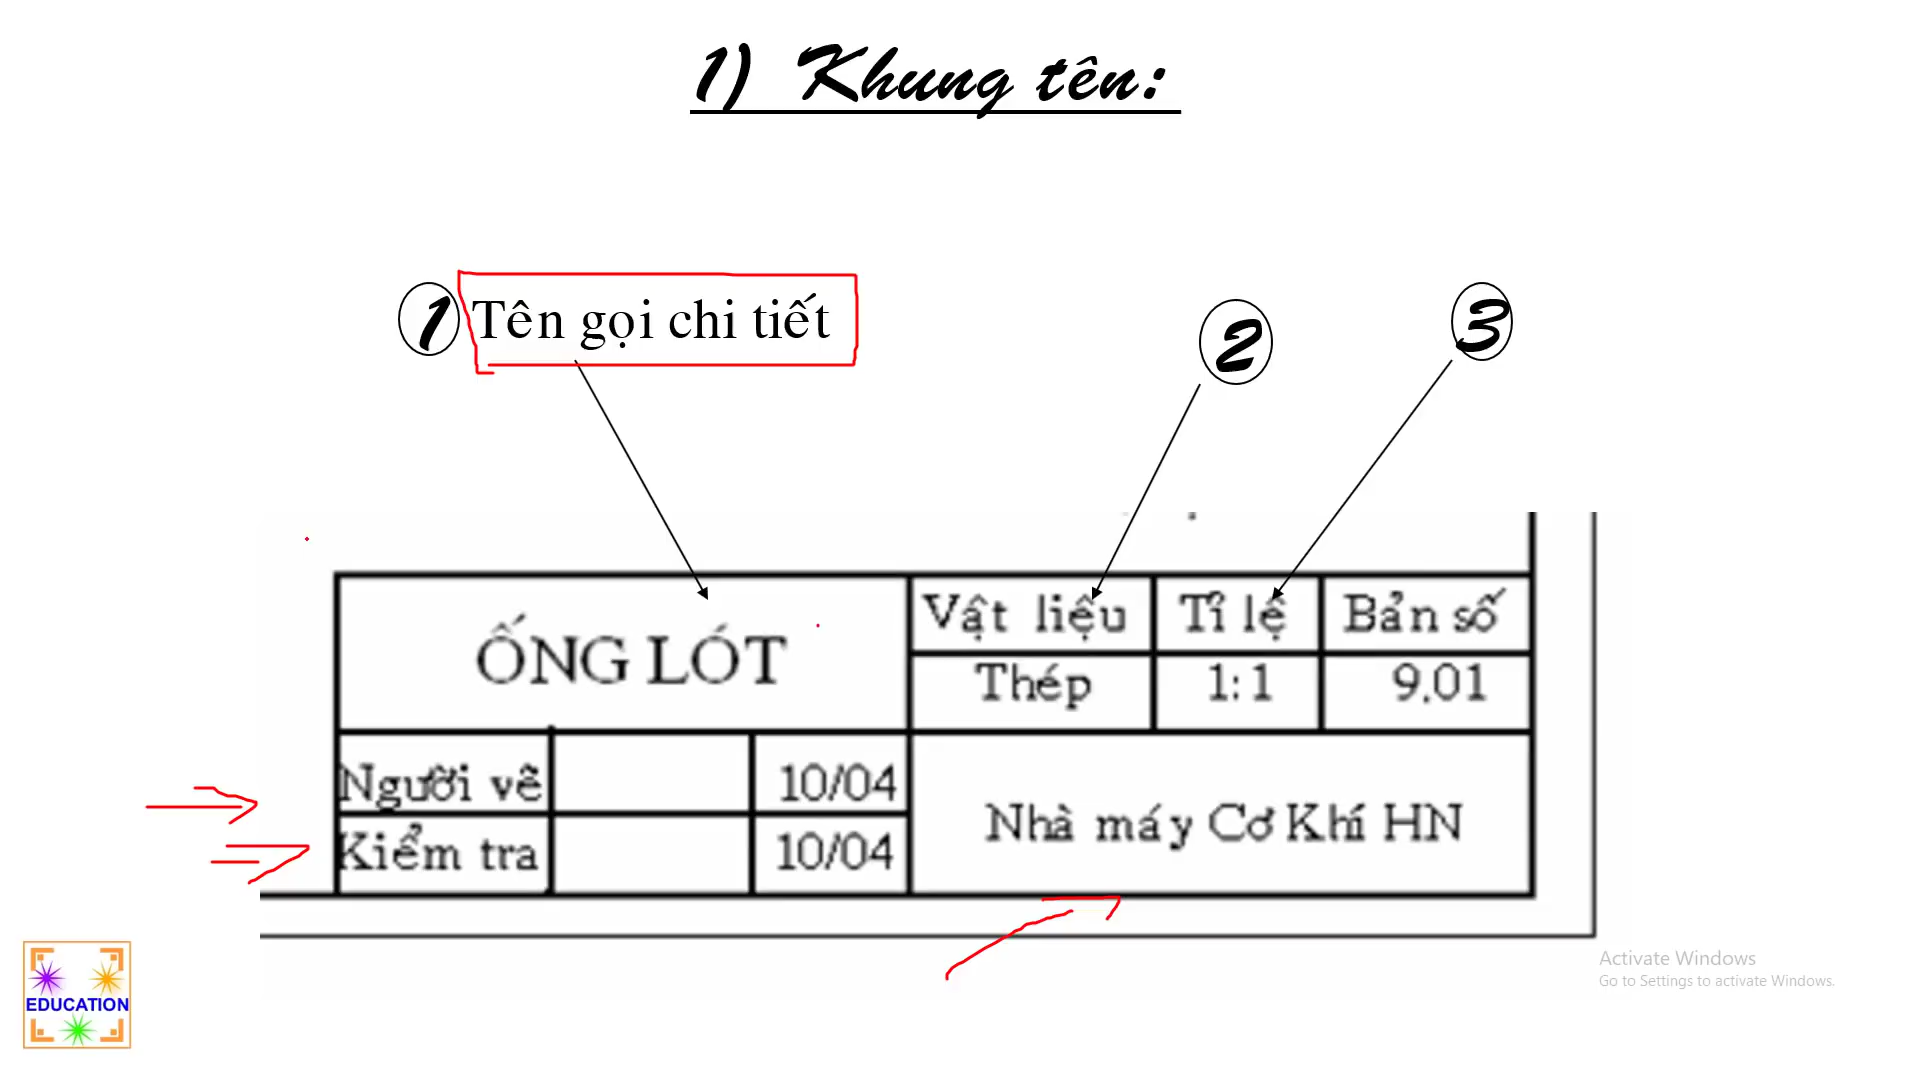 1) Khung tên:
1 Tên gọi chi tiết
2
3
ỐNG LÓT
Vật liệu
Tỉ lệ
Bản số
Thép
1:1
9.01
Người vẽ
10/04
Kiểm tra
10/04
Nhà máy Cơ Khí HN
EDUCATION
Activate Windows
Go to Settings to activate Windows.